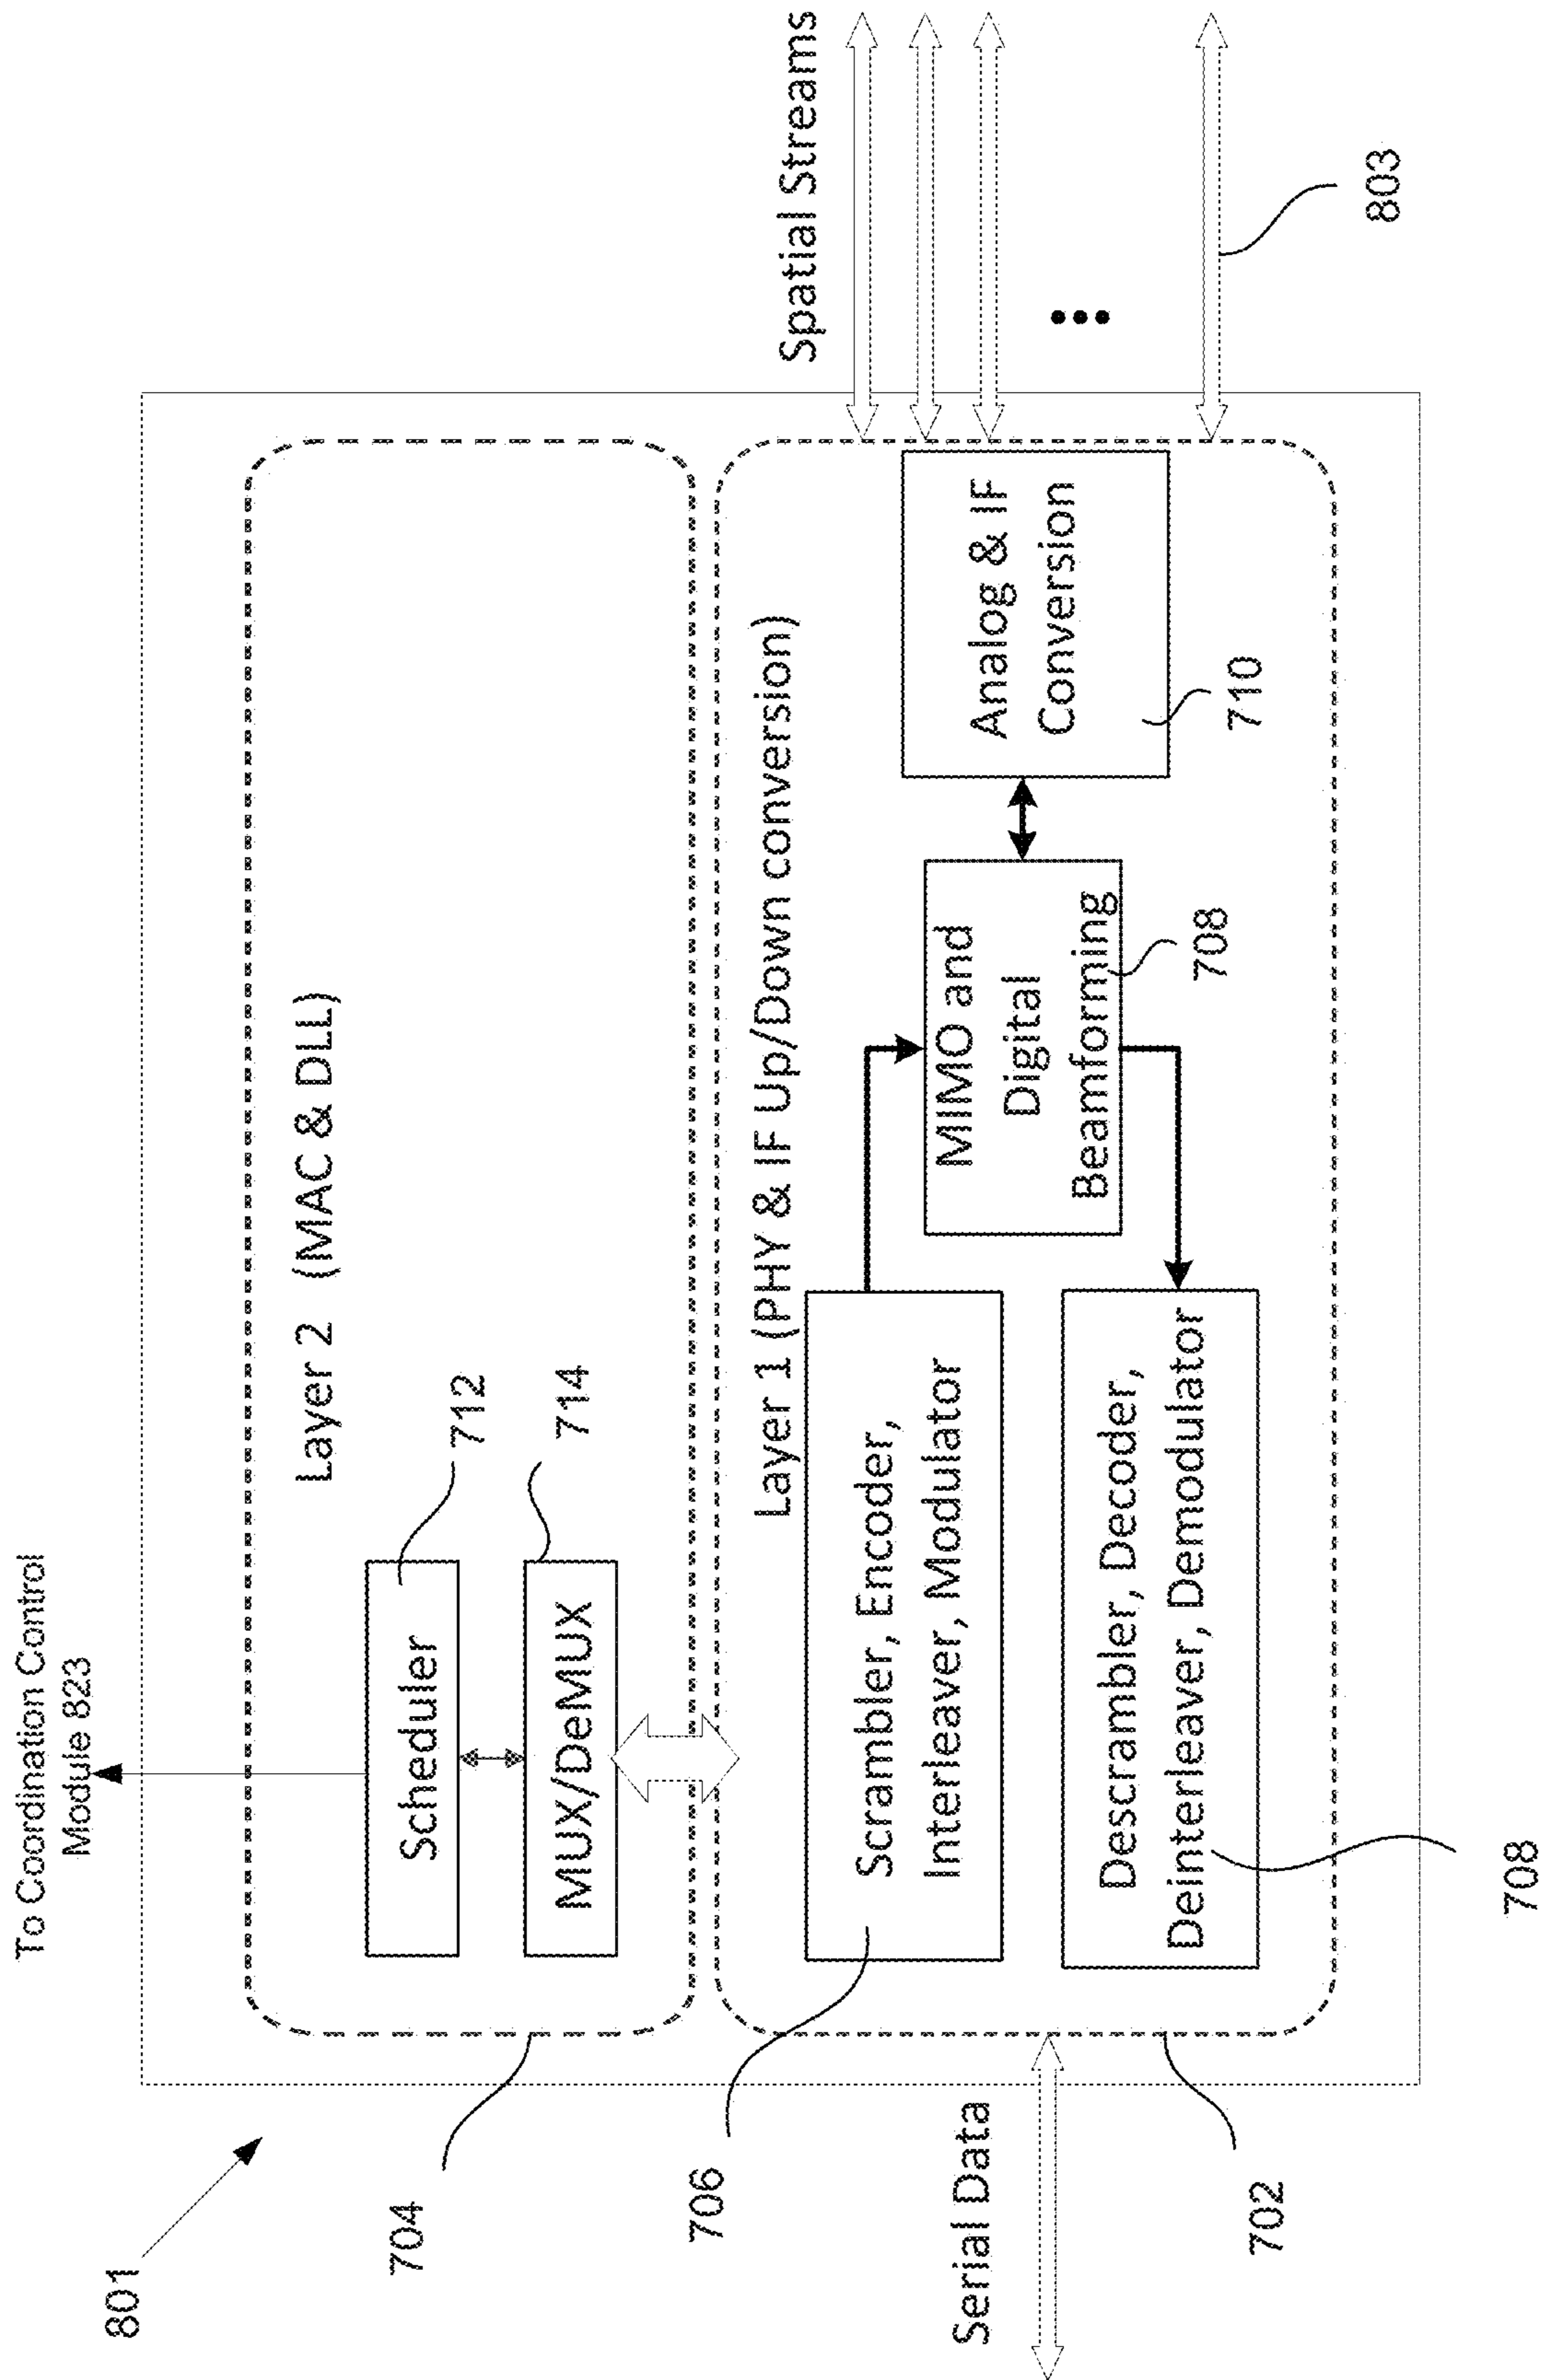 To Coordination Control
Module 823
801
Layer 2 (MAC & DLL)
Scheduler
712
MUX/DeMUX
714
704
Spatial Streams
Layer 1 (PHY & IF Up/Down conversion)
Scrambler, Encoder,
Interleaver, Modulator
706
MIMO and
Digital
Beamforming
708
Analog & IF
Conversion
710
Descrambler, Decoder,
Deinterleaver, Demodulator
708
Serial Data
702
803